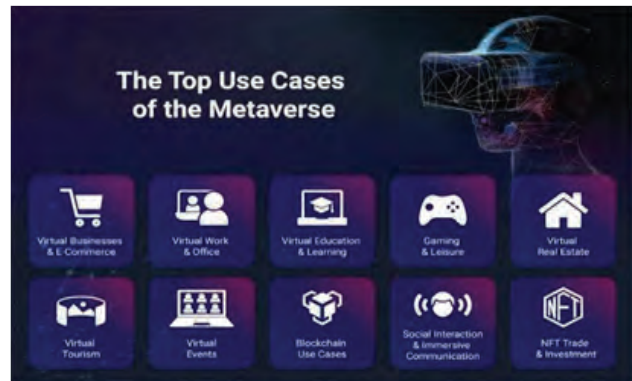 The Top Use Cases
of the Metaverse
Virtual Businesses
& E-Commerce
Virtual Work
& Office
Virtual Education
& Learning
Gaming
& Leisure
Virtual
Real Estate
Virtual
Tourism
Virtual
Events
Blockchain
Use Cases
Social Interaction
& Immersive
Communication
NFT
NFT Trade
& Investment